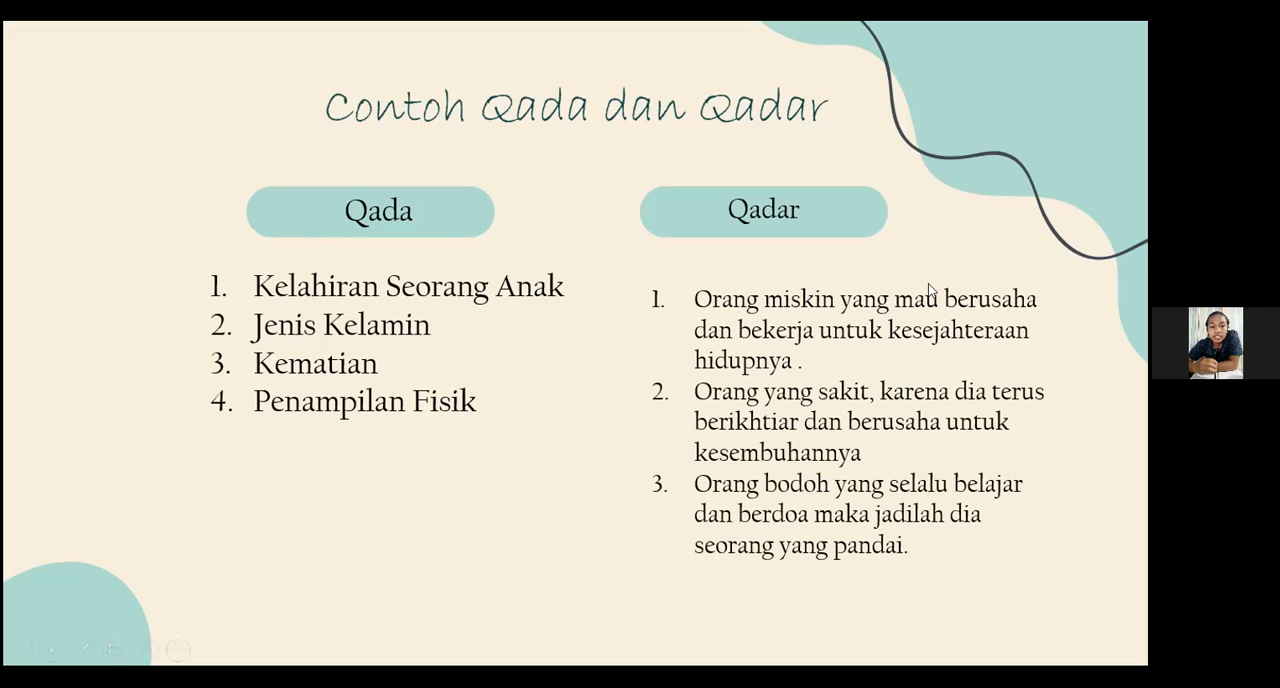 Contoh Qada dan Qadar
Qada
1. Kelahiran Seorang Anak
2. Jenis Kelamin
3. Kematian
4. Penampilan Fisik
Qadar
1. Orang miskin yang mau berusaha
dan bekerja untuk kesejahteraan
hidupnya .
2. Orang yang sakit, karena dia terus
berikhtiar dan berusaha untuk
kesembuhannya
3. Orang bodoh yang selalu belajar
dan berdoa maka jadilah dia
seorang yang pandai.